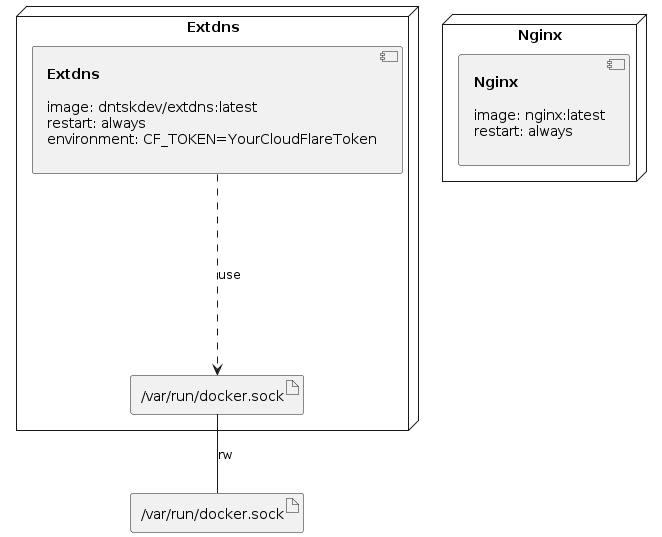 Extdns
Extdns
image: dntskdev/extdns:latest
restart: always
environment: CF_TOKEN=YourCloudFlareToken
use
/var/run/docker.sock
rw
/var/run/docker.sock
Nginx
Nginx
image: nginx:latest
restart: always